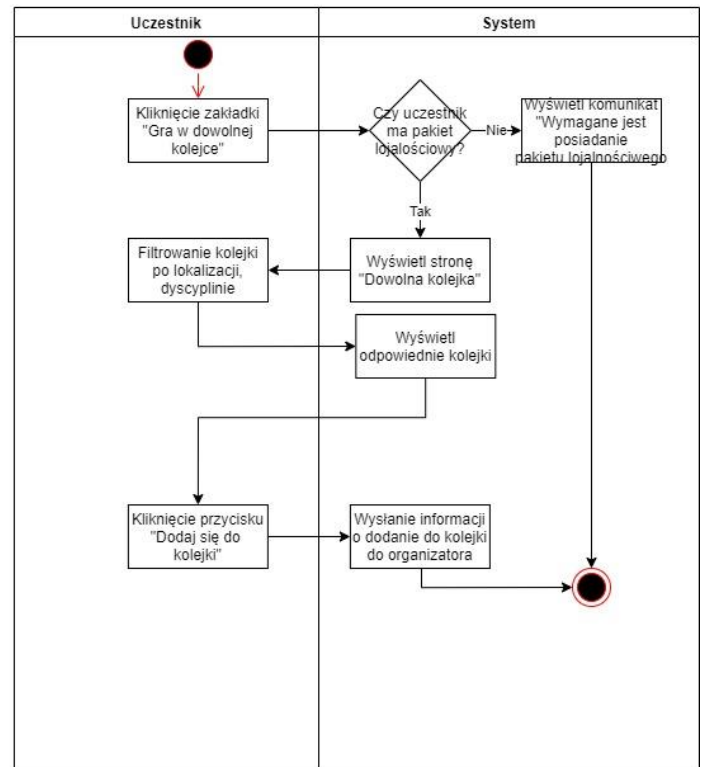 Uczestnik
System
Kliknięcie zakładki
"Gra w dowolnej
kolejce"
Czy uczestnik
ma pakiet
lojalościowy?
Nie
Wyświetl komunikat
"Wymagane jest
posiadanie
pakietu lojalnościwego
Tak
Wyświetl stronę
"Dowolna kolejka"
Filtrowanie kolejki
po lokalizacji,
dyscyplinie
Wyświetl
odpowiednie kolejki
Kliknięcie przycisku
"Dodaj się do
kolejki"
Wysłanie informacji
o dodanie do kolejki
do organizatora